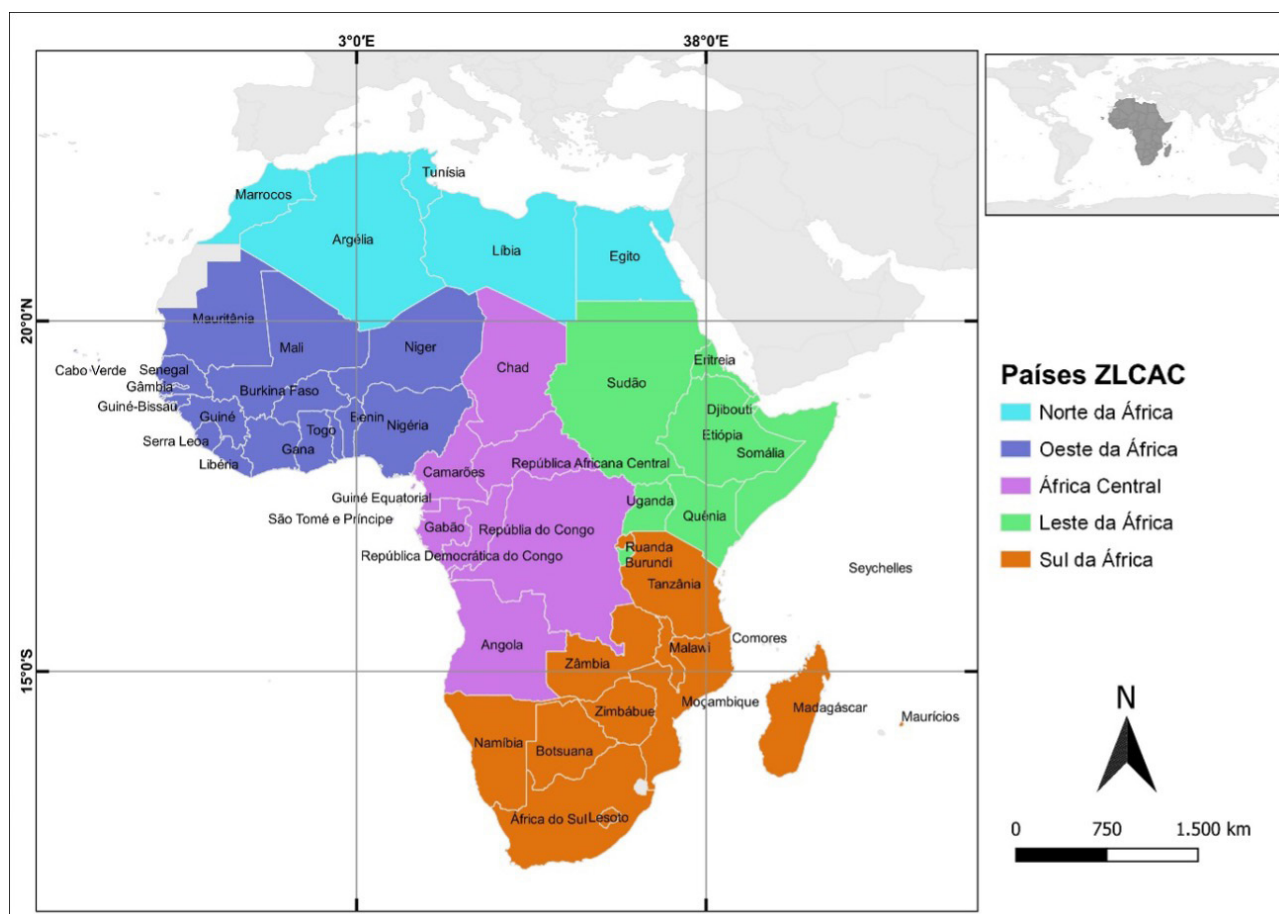 3°0'E
38°0'E
Tunísia
Marrocos
Argélia
Líbia
Egito
20°0'N
Mauritânia
Mali
Niger
Chad
Sudão
Eritreia
Cabo Verde
Senegal
Gâmbia
Burkina Faso
Guiné-Bissau
Guiné
Bénin
Nigéria
Togo
Serra Leoa
Gana
Libéria
Djibouti
Etiópia
Somália
Camarões
República Africana Central
Guiné Equatorial
Uganda
Quénia
São Tomé e Príncipe
Gabão
Repúblia do Congo
República Democrática do Congo
Ruanda
Burundi
Tanzânia
Seychelles
Comores
Angola
Zâmbia
Malawi
15°0'S
Moçambique
Madagáscar
Maurícios
Zimbábue
Namíbia
Botsuana
África do Sul
Lesoto
Países ZLCAC
Norte da África
Oeste da África
África Central
Leste da África
Sul da África
N
0 750 1.500 km